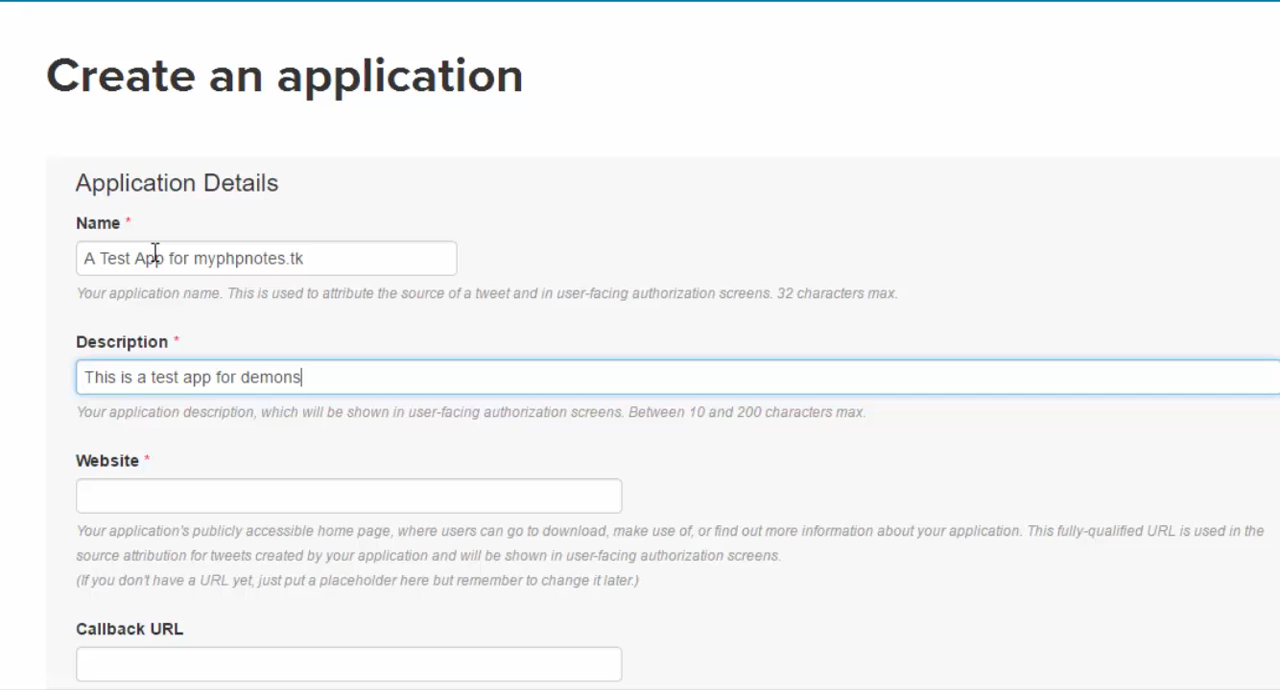 Create an application
Application Details
Name *
A Test App for myphpnotes.tk
Your application name. This is used to attribute the source of a tweet and in user-facing authorization screens. 32 characters max.
Description *
This is a test app for demons
Your application description, which will be shown in user-facing authorization screens. Between 10 and 200 characters max.
Website *
Your application's publicly accessible home page, where users can go to download, make use of, or find out more information about your application. This fully-qualified URL is used in the
source attribution for tweets created by your application and will be shown in user-facing authorization screens.
(If you don't have a URL yet, just put a placeholder here but remember to change it later.)
Callback URL